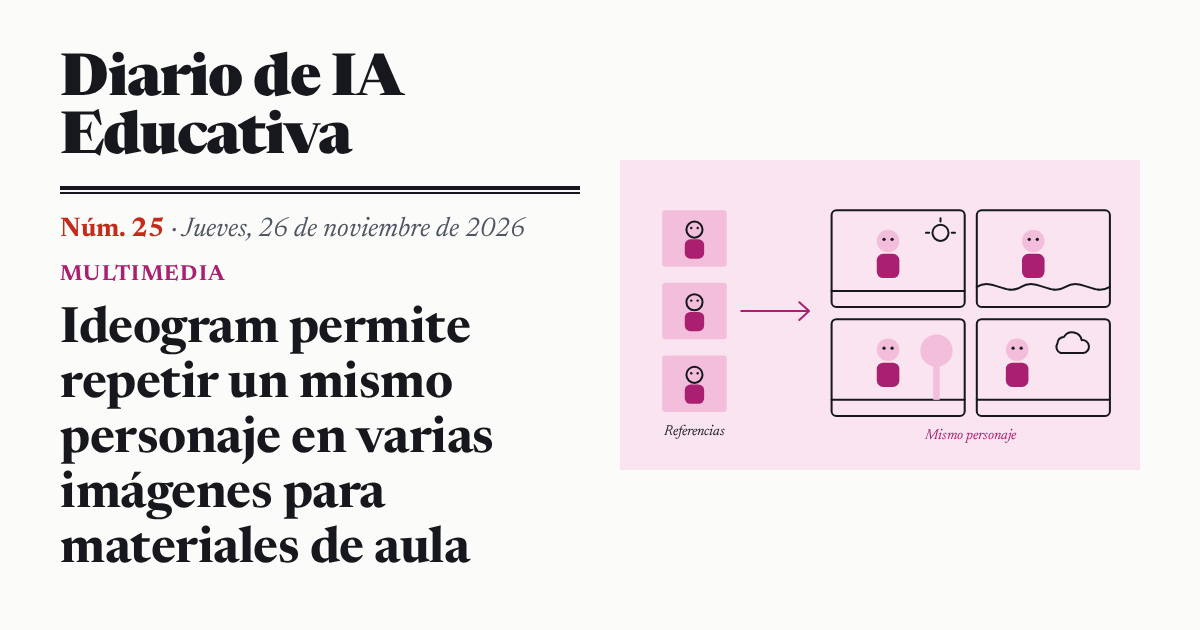 Diario de IA
Educativa
Núm. 25 · Jueves, 26 de noviembre de 2026
MULTIMEDIA
Ideogram permite
repetir un mismo
personaje en varias
imágenes para
materiales de aula
Referencias
Mismo personaje